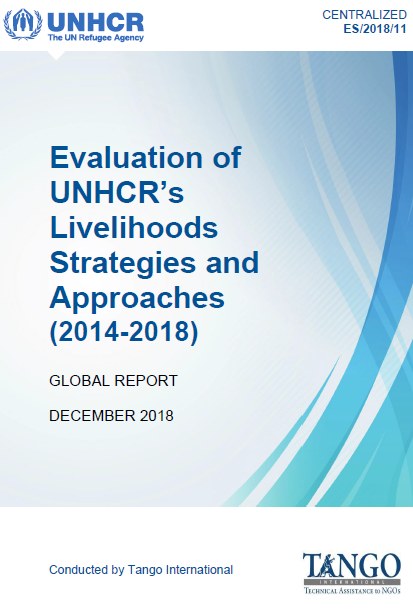 UNHCR
The UN Refugee Agency
CENTRALIZED
ES/2018/11
Evaluation of
UNHCR's
Livelihoods
Strategies and
Approaches
(2014-2018)
GLOBAL REPORT
DECEMBER 2018
Conducted by Tango International
TANGO
INTERNATIONAL
TECHNICAL ASSISTANCE to NGOs